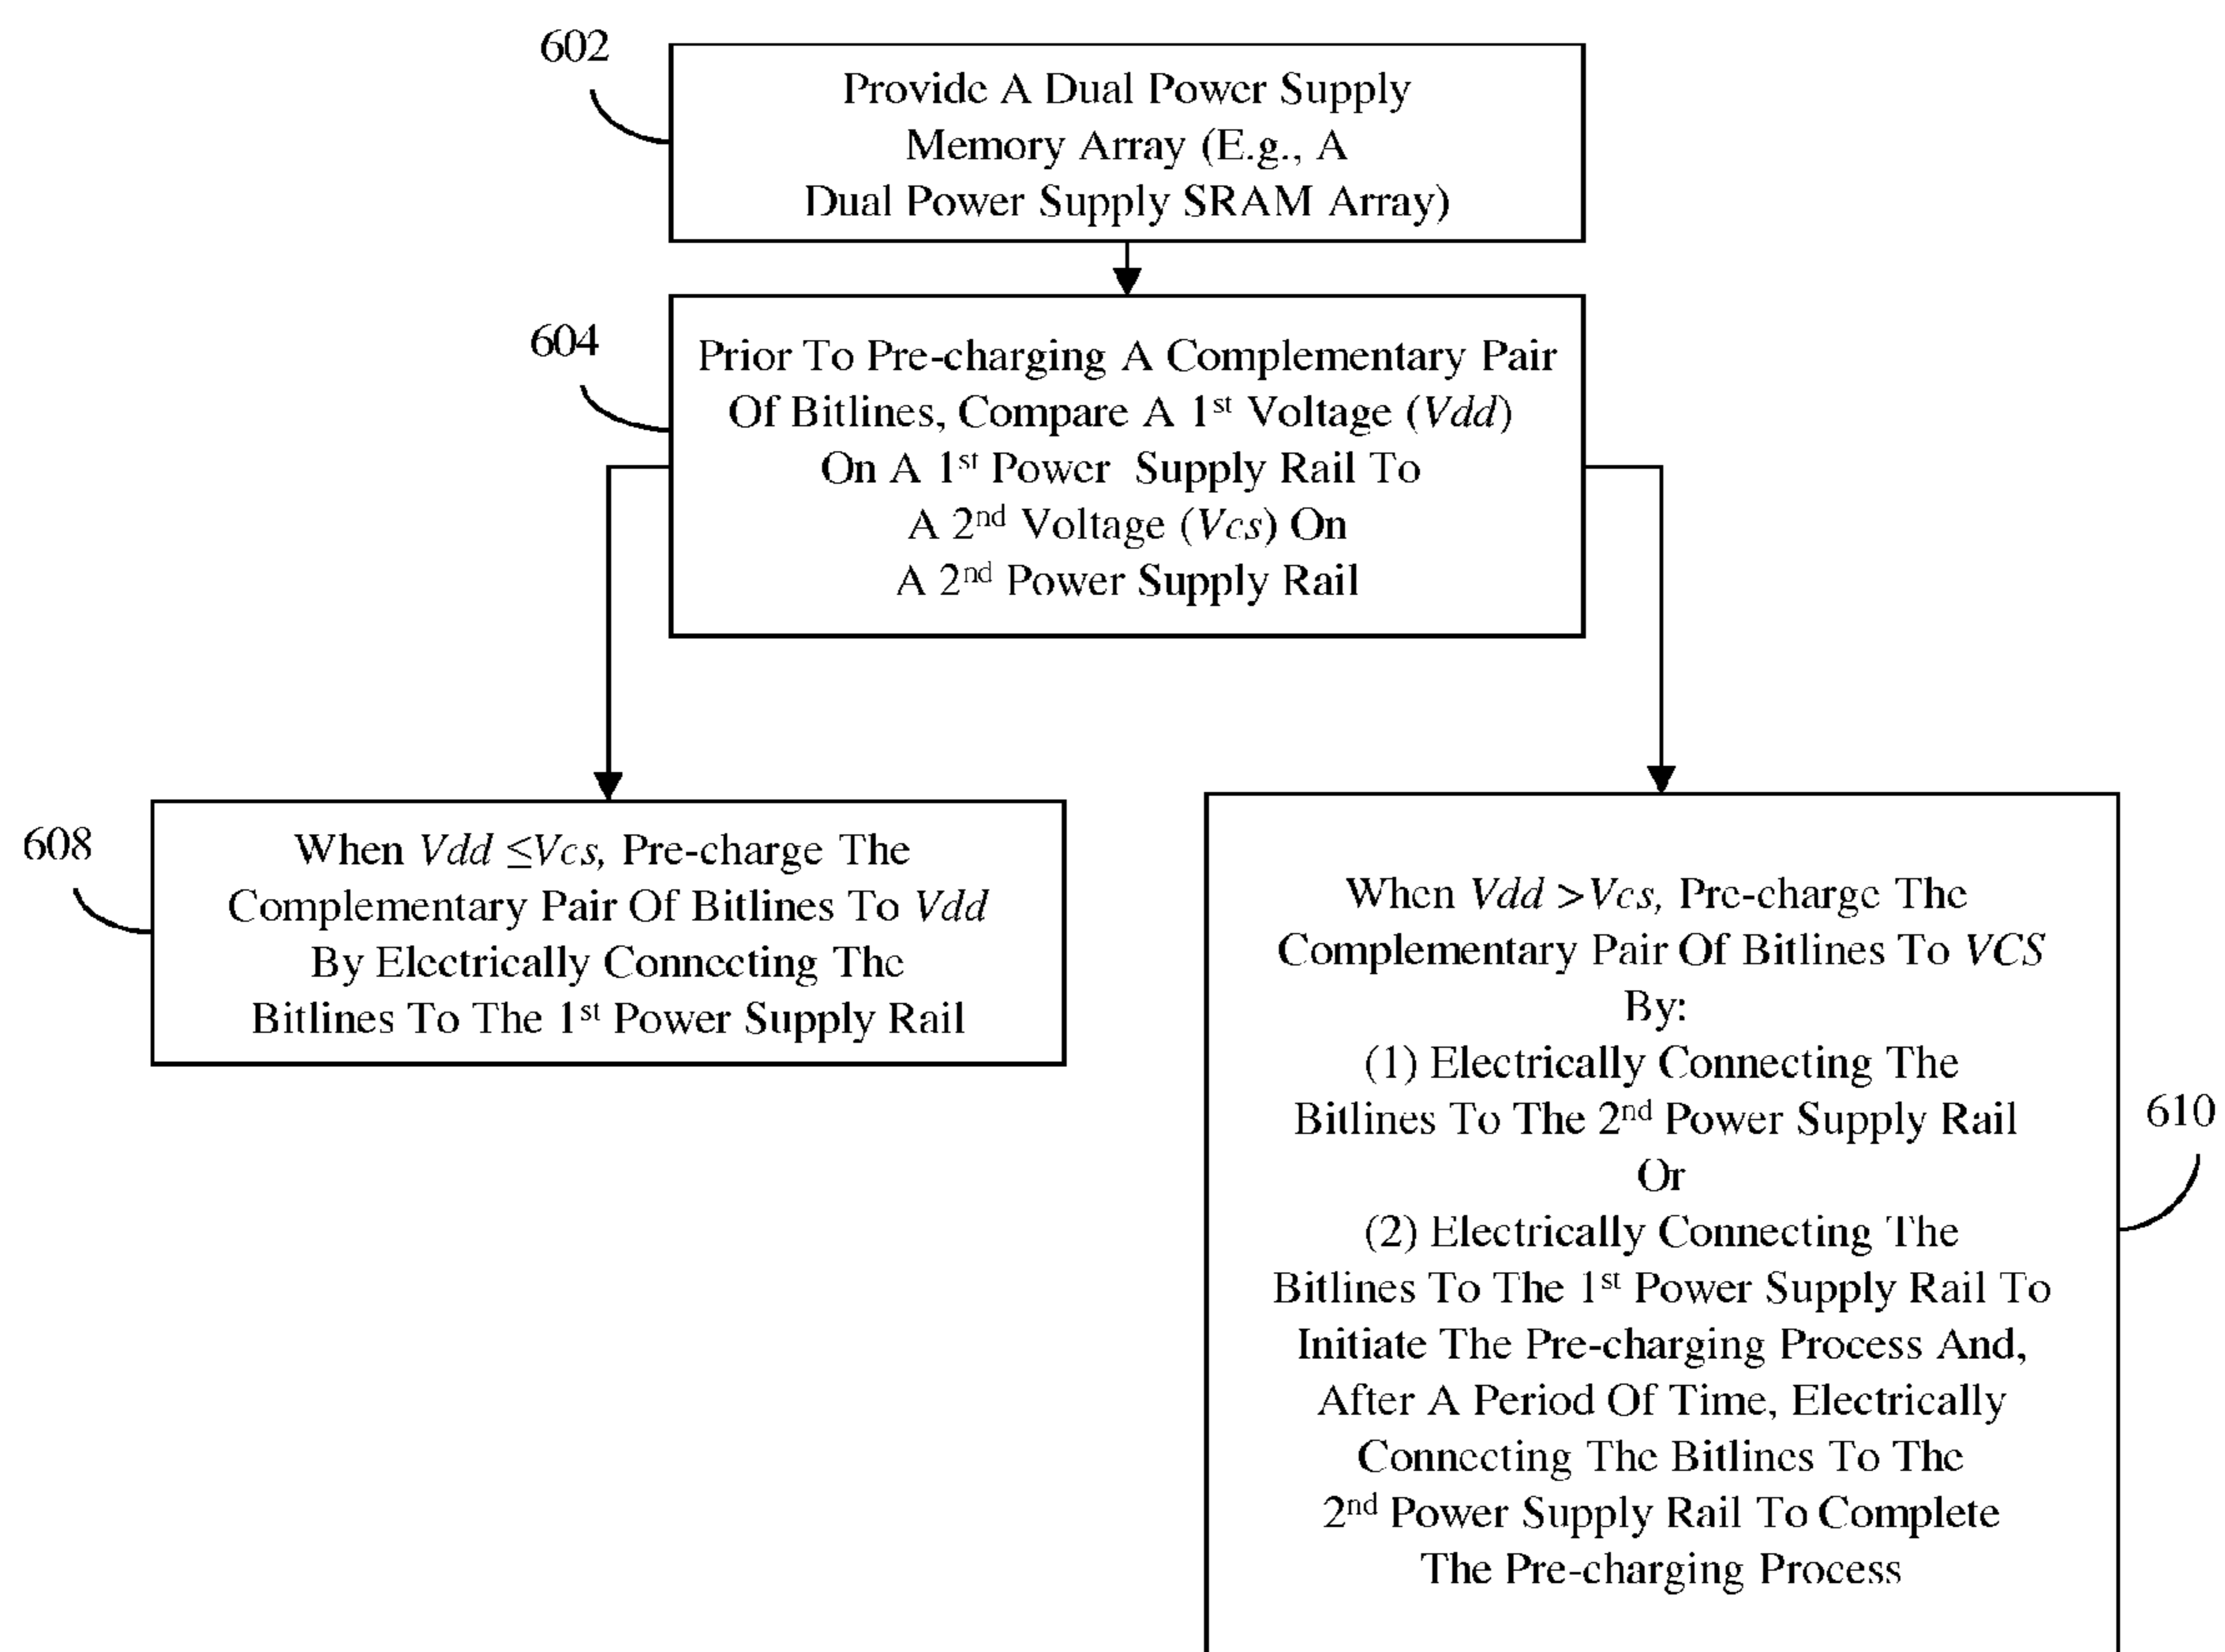 602
Provide A Dual Power Supply
Memory Array (E.g., A
Dual Power Supply SRAM Array)
604
Prior To Pre-charging A Complementary Pair
Of Bitlines, Compare A 1st Voltage (Vdd)
On A 1st Power Supply Rail To
A 2nd Voltage (Vcs) On
A 2nd Power Supply Rail
608
When Vdd ≤Vcs, Pre-charge The
Complementary Pair Of Bitlines To Vdd
By Electrically Connecting The
Bitlines To The 1st Power Supply Rail
When Vdd >Vcs, Pre-charge The
Complementary Pair Of Bitlines To VCS
By:
(1) Electrically Connecting The
Bitlines To The 2nd Power Supply Rail
Or
(2) Electrically Connecting The
Bitlines To The 1st Power Supply Rail To
Initiate The Pre-charging Process And,
After A Period Of Time, Electrically
Connecting The Bitlines To The
2nd Power Supply Rail To Complete
The Pre-charging Process
610